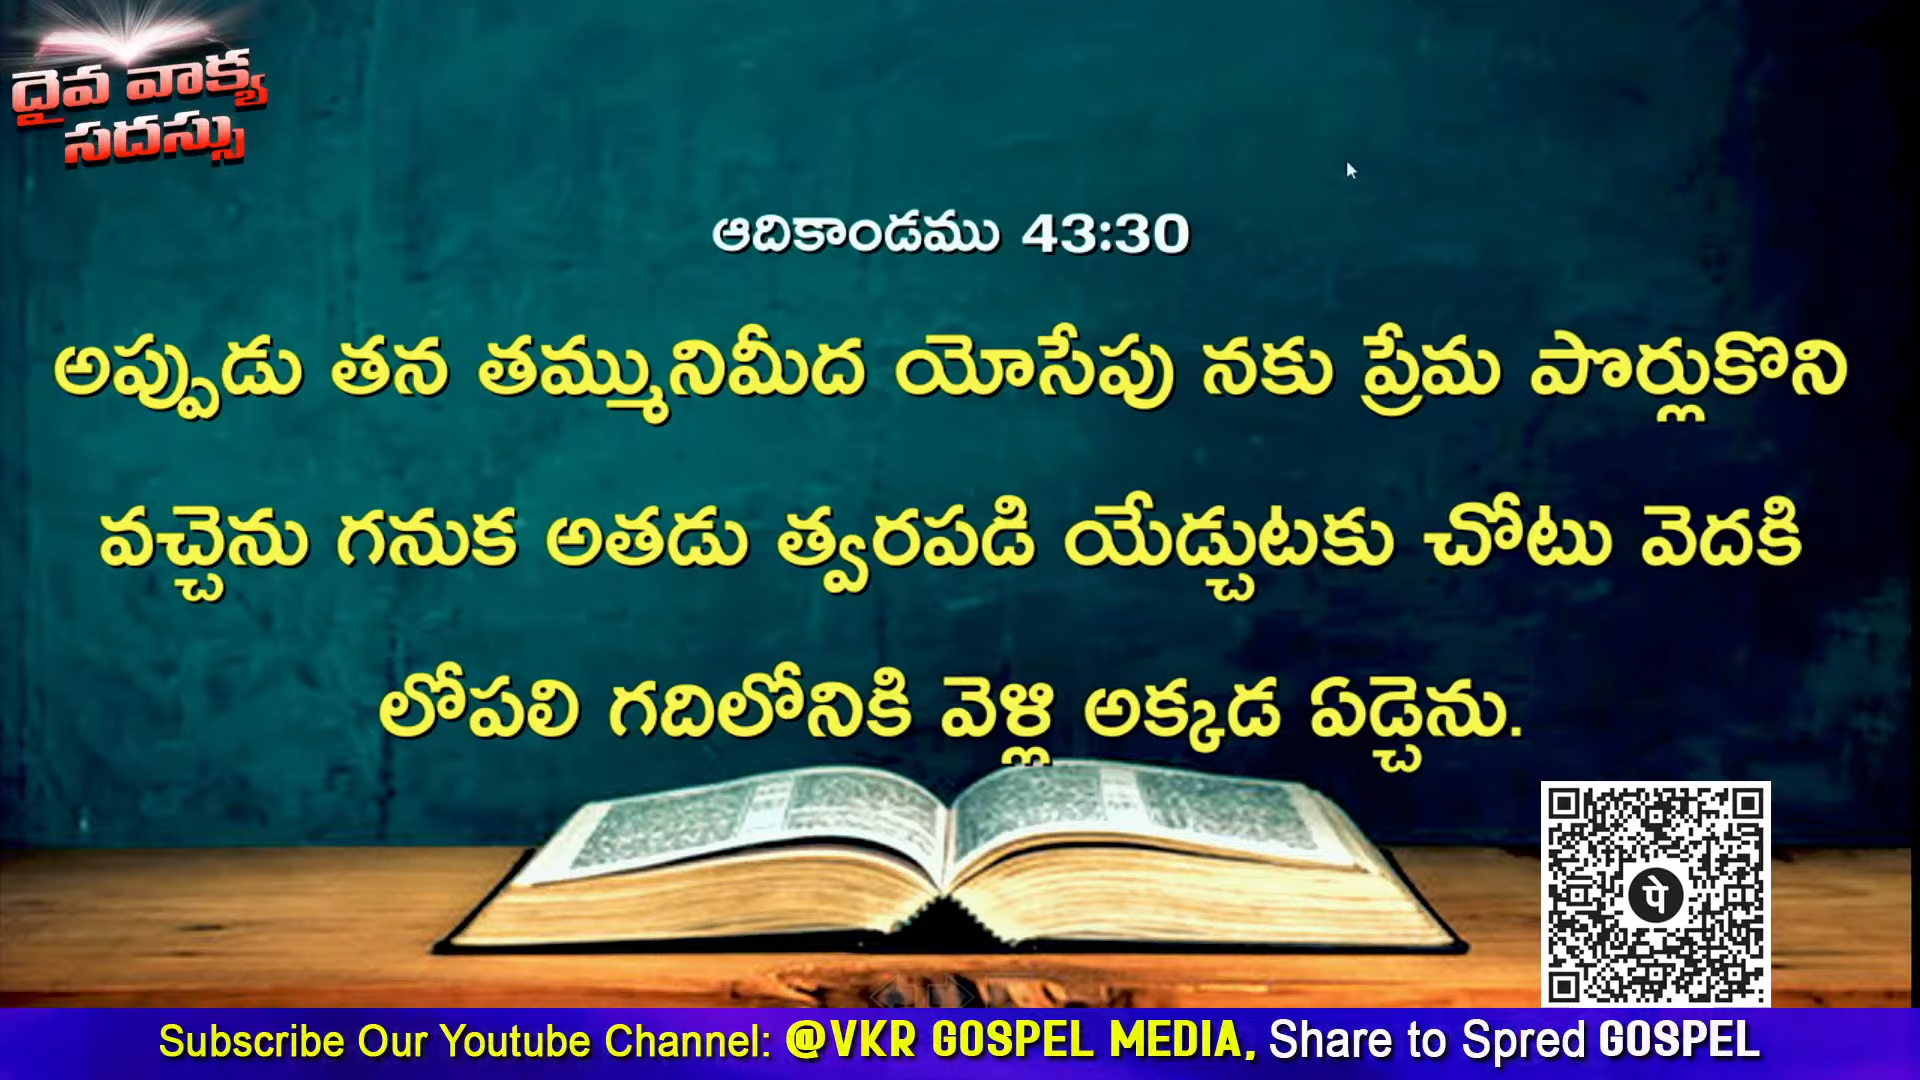 దైవ వాక్య
సదస్సు
ఆదికాండము 43:30
అప్పుడు తన తమ్మునిమీద యోసేపు నకు ప్రేమ పొర్లుకొని
వచ్చెను గనుక అతడు త్వరపడి యేడ్చుటకు చోటు వెదకి
లోపలి గదిలోనికి వెళ్లి అక్కడ ఏడ్చెను.
पे
Subscribe Our Youtube Channel: @VKR GOSPEL MEDIA, Share to Spred GOSPEL